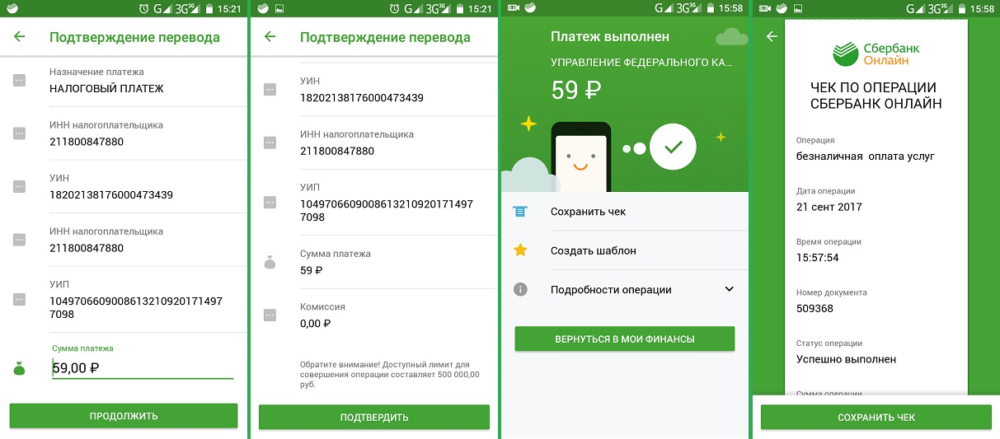 15:21
Подтверждение перевода
Назначение платежа
НАЛОГОВЫЙ ПЛАТЕЖ
ИНН налогоплательщика
211800847880
УИН
18202138176000473439
ИНН налогоплательщика
211800847880
УИП
1049706609008613210920171497
7098
Сумма платежа
59,00 ₽
ПРОДОЛЖИТЬ
G 3G 3G 15:21
Подтверждение перевода
УИН
18202138176000473439
ИНН налогоплательщика
211800847880
УИП
1049706609008613210920171497
7098
Сумма платежа
59 ₽
Комиссия
0,00 ₽
Обратите внимание! Доступный лимит для
совершения операции составляет 500 000,00
руб.
ПОДТВЕРДИТЬ
G 3G 3G 15:58
Платеж выполнен
УПРАВЛЕНИЕ ФЕДЕРАЛЬНОГО КА...
59 ₽
Сохранить чек
Создать шаблон
Подробности операции
ВЕРНУТЬСЯ В МОИ ФИНАНСЫ
G 3G 3G 15:58
Сбербанк
Онлайн
ЧЕК ПО ОПЕРАЦИИ
СБЕРБАНК ОНЛАЙН
Операция
безналичная оплата услуг
Дата операции
21 сент 2017
Время операции
15:57:54
Номер документа
509368
Статус операции
Успешно выполнен
Сумма операции
СОХРАНИТЬ ЧЕК